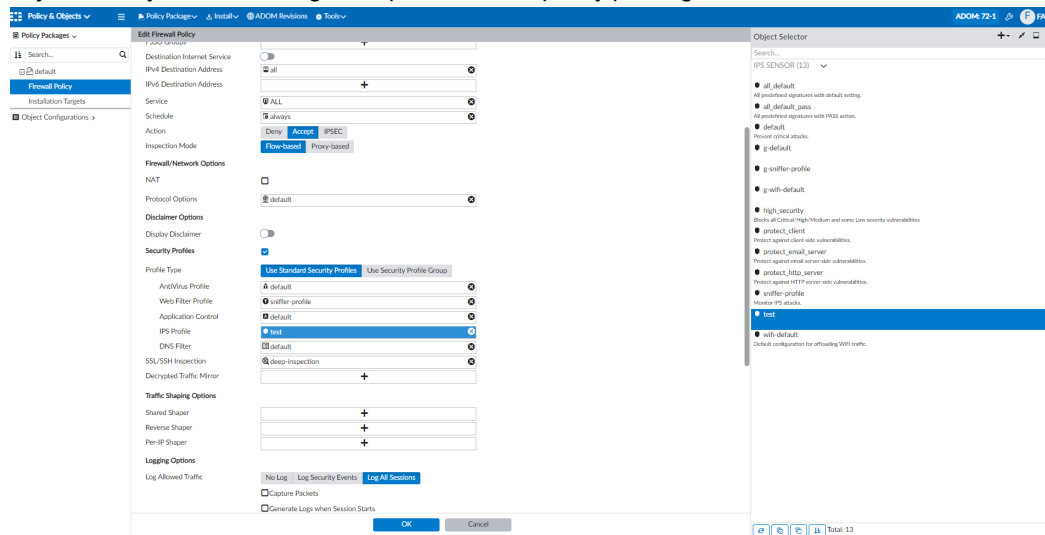 Policy & Objects
Policy Package
Install
ADOM Revisions
Tools
ADOM: 72-1
F
Policy Packages
Search...
default
Firewall Policy
Installation Targets
Object Configurations
Edit Firewall Policy
FSSO Groups
Destination Internet Service
IPv4 Destination Address
all
IPv6 Destination Address
Service
ALL
Schedule
always
Action
Deny Accept IPSEC
Inspection Mode
Flow-based Proxy-based
Firewall/Network Options
NAT
Protocol Options
default
Disclaimer Options
Display Disclaimer
Security Profiles
Profile Type
Use Standard Security Profiles Use Security Profile Group
AntiVirus Profile
default
Web Filter Profile
sniffer-profile
Application Control
default
IPS Profile
test
DNS Filter
default
SSL/SSH Inspection
deep-inspection
Decrypted Traffic Mirror
Traffic Shaping Options
Shared Shaper
Reverse Shaper
Per-IP Shaper
Logging Options
Log Allowed Traffic
No Log Log Security Events Log All Sessions
Capture Packets
Generate Logs when Session Starts
OK
Cancel
Object Selector
Search...
IPS SENSOR (13)
all_default
All predefined signatures with default setting.
all_default_pass
All predefined signatures with PASS action.
default
Prevent critical attacks.
g-default
g-sniffer-profile
g-wifi-default
high_security
Blocks all Critical/High/Medium and some Low severity vulnerabilities
protect_client
Protect against client-side vulnerabilities.
protect_email_server
Protect against email server-side vulnerabilities.
protect_http_server
Protect against HTTP server-side vulnerabilities.
sniffer-profile
Monitor IPS attacks.
test
wifi-default
Default configuration for offloading WiFi traffic.
Total: 13